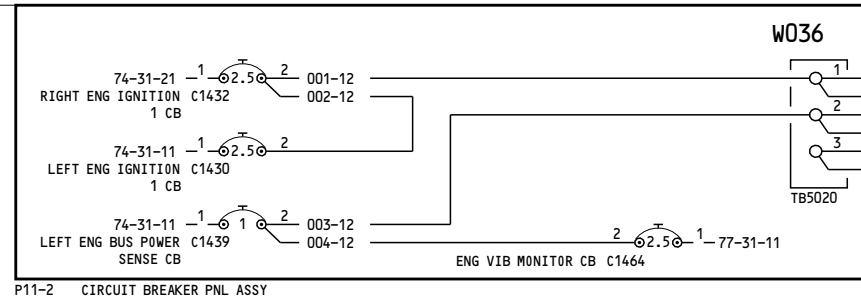 W036
74-31-21 1 2.5 2 001-12 1
RIGHT ENG IGNITION C1432 002-12
1 CB
2
74-31-11 1 2.5 2 3
LEFT ENG IGNITION C1430
1 CB
TB5020
74-31-11 1 1 2 003-12
LEFT ENG BUS POWER C1439 004-12 2 2.5 1 77-31-11
SENSE CB ENG VIB MONITOR CB C1464
P11-2 CIRCUIT BREAKER PNL ASSY